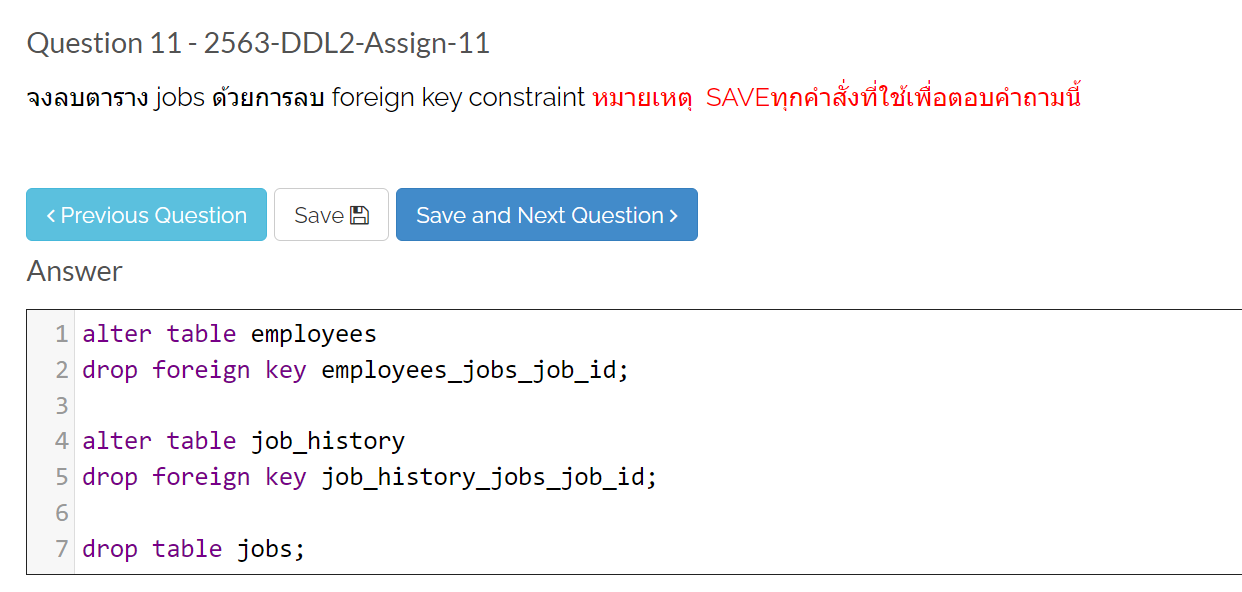 Question 11 - 2563-DDL2-Assign-11
จงลบตาราง jobs ด้วยการลบ foreign key constraint หมายเหตุ SAVEทุกคำสั่งที่ใช้เพื่อตอบคำถามนี้
‹ Previous Question Save Save and Next Question ›
Answer
1 alter table employees
2 drop foreign key employees_jobs_job_id;
3
4 alter table job_history
5 drop foreign key job_history_jobs_job_id;
6
7 drop table jobs;